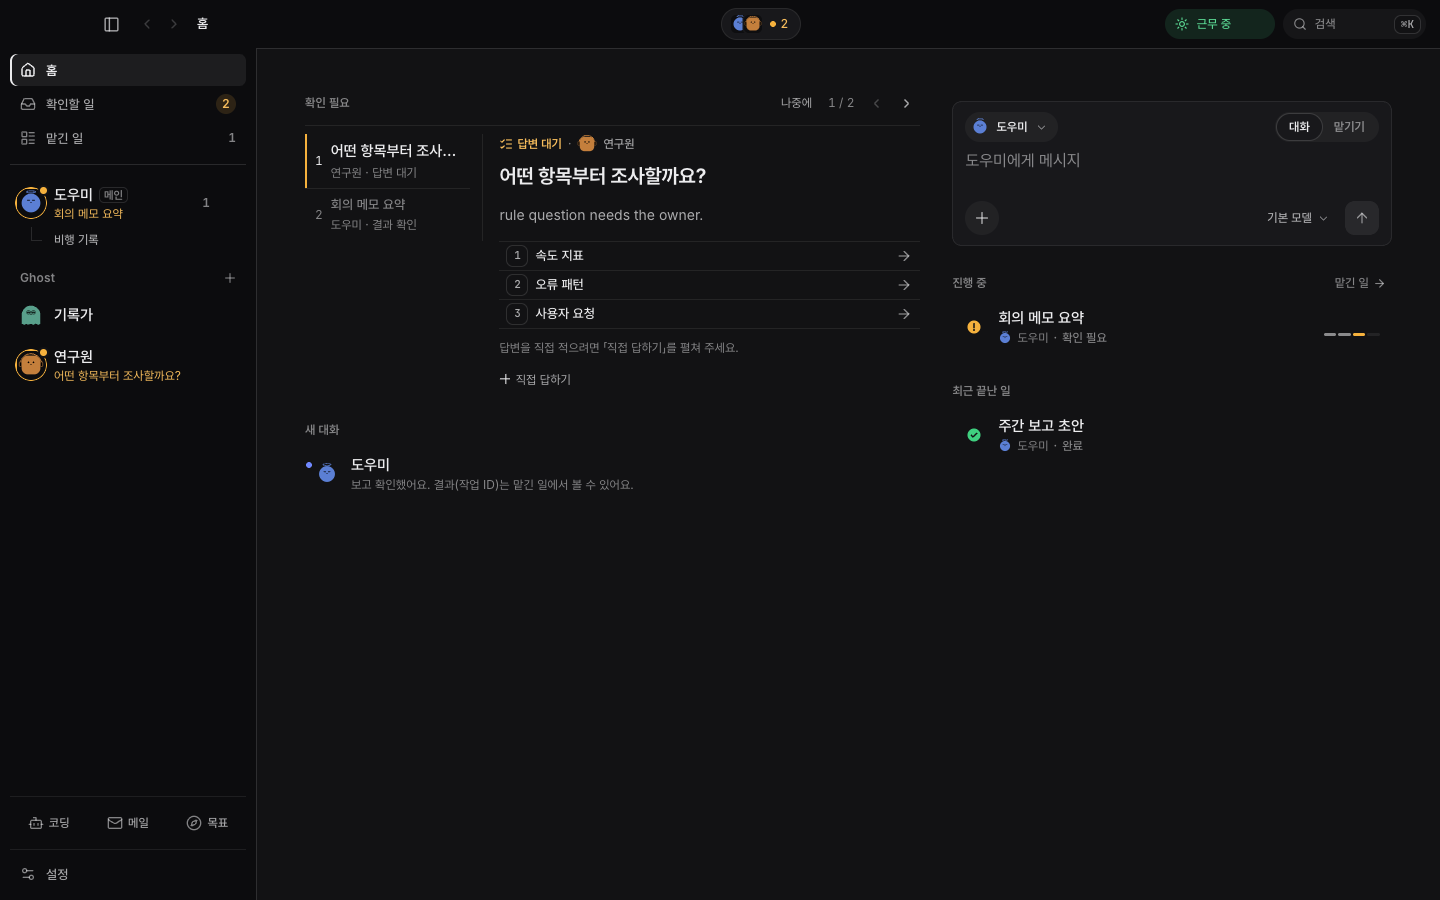 홈
2
근무 중
검색
⌘K
홈
확인할 일
2
맡긴 일
1
도우미
메인
회의 메모 요약
1
비행 기록
Ghost
기록가
연구원
어떤 항목부터 조사할까요?
코딩
메일
목표
설정
확인 필요
나중에
1 / 2
1
어떤 항목부터 조사...
연구원 · 답변 대기
2
회의 메모 요약
도우미 · 결과 확인
답변 대기 · 연구원
어떤 항목부터 조사할까요?
rule question needs the owner.
1 속도 지표
2 오류 패턴
3 사용자 요청
답변을 직접 적으려면 「직접 답하기」를 펼쳐 주세요.
직접 답하기
새 대화
도우미
보고 확인했어요. 결과(작업 ID)는 맡긴 일에서 볼 수 있어요.
도우미
대화
맡기기
도우미에게 메시지
기본 모델
진행 중
맡긴 일
회의 메모 요약
도우미 · 확인 필요
최근 끝난 일
주간 보고 초안
도우미 · 완료